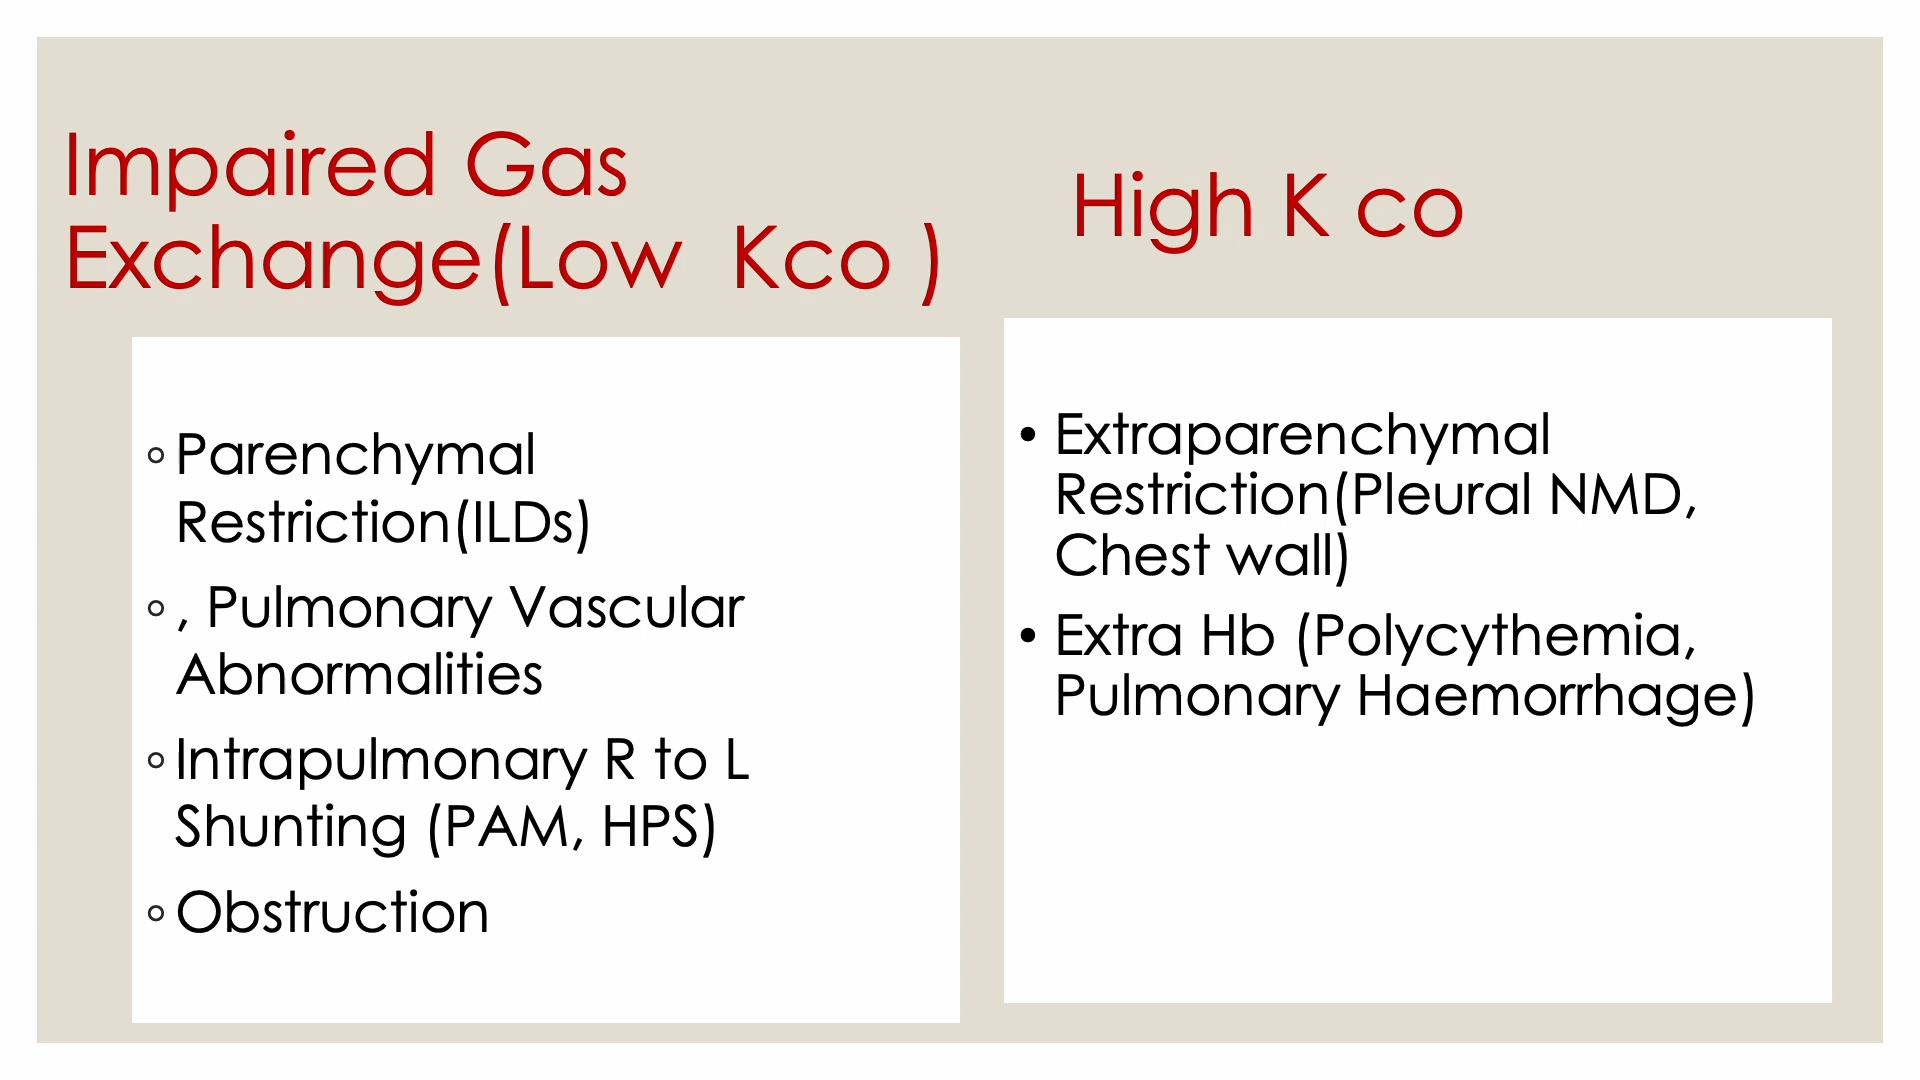 Impaired Gas
Exchange(Low  Kco )
◦ Parenchymal
Restriction(ILDs)
◦ , Pulmonary Vascular
Abnormalities
◦ Intrapulmonary R to L
Shunting (PAM, HPS)
◦ Obstruction
High K co
• Extraparenchymal
Restriction(Pleural NMD,
Chest wall)
• Extra Hb (Polycythemia,
Pulmonary Haemorrhage)